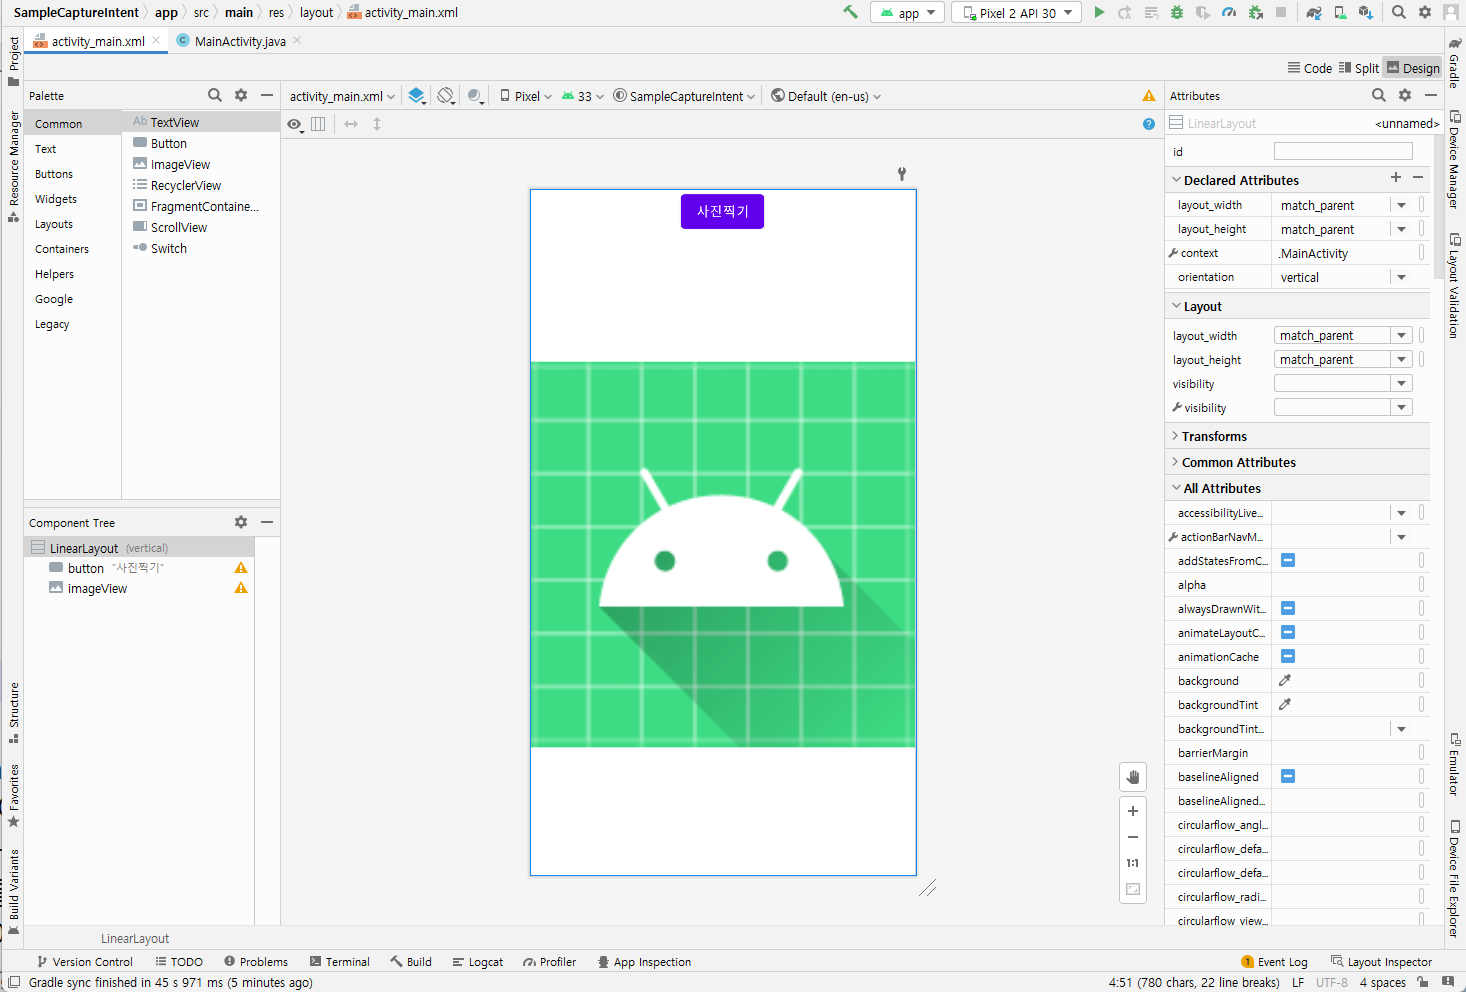 SampleCaptureIntent app src main res layout activity_main.xml
app
Pixel 2 API 30
activity_main.xml
MainActivity.java
Code Split Design
Project
Resource Manager
Structure
Favorites
Build Variants
Palette
Common
Text
Buttons
Widgets
Layouts
Containers
Helpers
Google
Legacy
Ab TextView
Button
ImageView
RecyclerView
FragmentContaine...
ScrollView
Switch
Component Tree
LinearLayout (vertical)
button "사진찍기"
imageView
activity_main.xml Pixel 33 SampleCaptureIntent Default (en-us)
사진찍기
1:1
Attributes
LinearLayout <unnamed>
id
Declared Attributes
layout_width match_parent
layout_height match_parent
context .MainActivity
orientation vertical
Layout
layout_width match_parent
layout_height match_parent
visibility
visibility
Transforms
Common Attributes
All Attributes
accessibilityLive...
actionBarNavM...
addStatesFromC...
alpha
alwaysDrawnWit...
animateLayoutC...
animationCache
background
backgroundTint
backgroundTint...
barrierMargin
baselineAligned
baselineAligned...
circularflow_angl...
circularflow_defa...
circularflow_defa...
circularflow_radi...
circularflow_view...
Gradle
Device Manager
Layout Validation
Emulator
Device File Explorer
LinearLayout
Version Control TODO Problems Terminal Build Logcat Profiler App Inspection 1 Event Log Layout Inspector
Gradle sync finished in 45 s 971 ms (5 minutes ago) 4:51 (780 chars, 22 line breaks) LF UTF-8 4 spaces